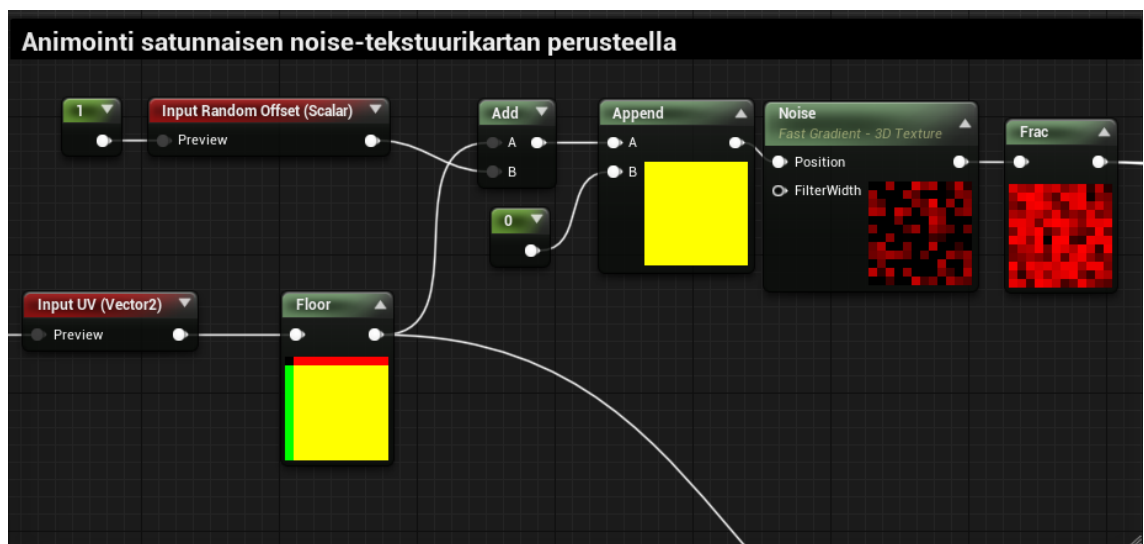 Animointi satunnaisen noise-tekstuurikartan perusteella
1
Input Random Offset (Scalar)
Preview
Add
A
B
Append
A
B
Noise
Fast Gradient - 3D Texture
Position
FilterWidth
Frac
0
Input UV (Vector2)
Preview
Floor